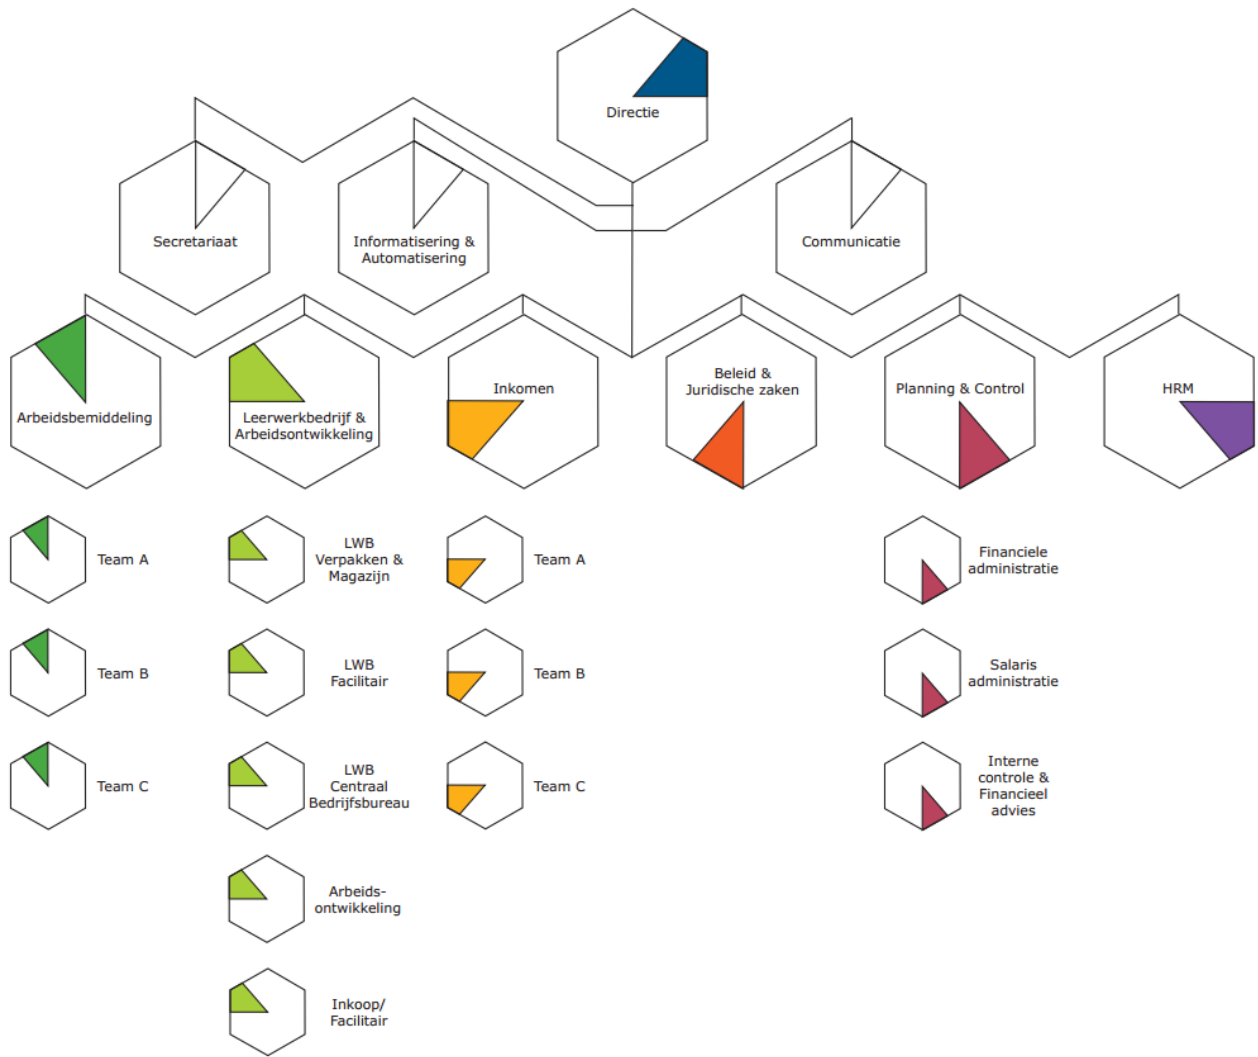 Directie
Secretariaat
Informatisering &
Automatisering
Communicatie
Arbeidsbemiddeling
Leerwerkbedrijf &
Arbeidsontwikkeling
Inkomen
Beleid &
Juridische zaken
Planning & Control
HRM
Team A
LWB
Verpakken &
Magazijn
Team A
Financiele
administratie
Team B
LWB
Facilitair
Team B
Salaris
administratie
Team C
LWB
Centraal
Bedrijfsbureau
Team C
Interne
controle &
Financieel
advies
Arbeids-
ontwikkeling
Inkoop/
Facilitair